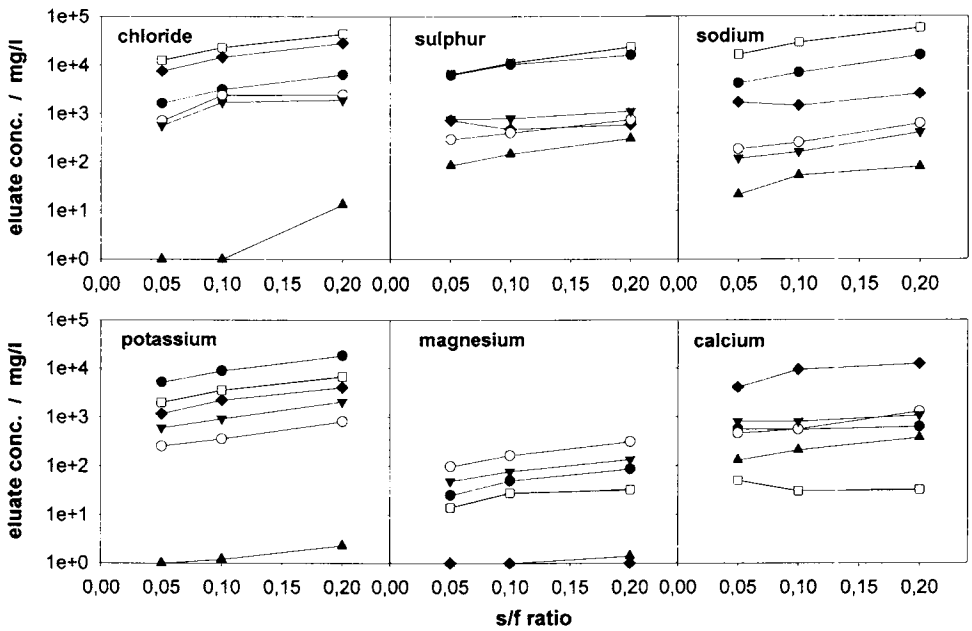 eluate conc. / mg/l
1e+5
1e+4
1e+3
1e+2
1e+1
1e+0
chloride
sulphur
sodium
0,00 0,05 0,10 0,15 0,20 0,00 0,05 0,10 0,15 0,20 0,00 0,05 0,10 0,15 0,20
eluate conc. / mg/l
1e+5
1e+4
1e+3
1e+2
1e+1
1e+0
potassium
magnesium
calcium
0,00 0,05 0,10 0,15 0,20 0,00 0,05 0,10 0,15 0,20 0,00 0,05 0,10 0,15 0,20
s/f ratio